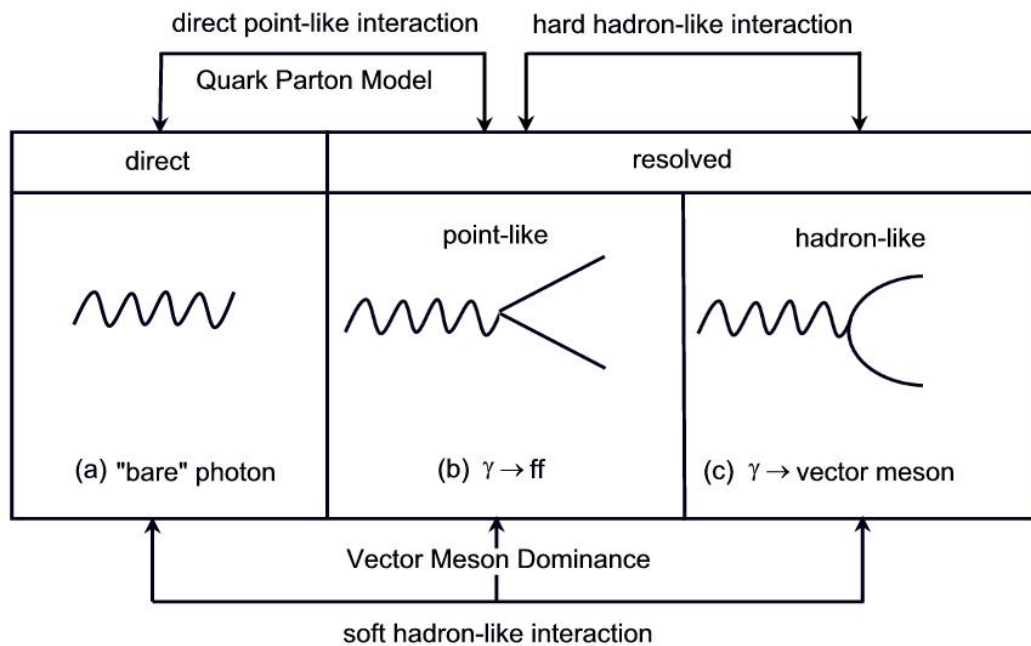 direct point-like interaction
hard hadron-like interaction
Quark Parton Model
direct
resolved
point-like
hadron-like
(a) "bare" photon
(b) γ → ff
(c) γ → vector meson
Vector Meson Dominance
soft hadron-like interaction